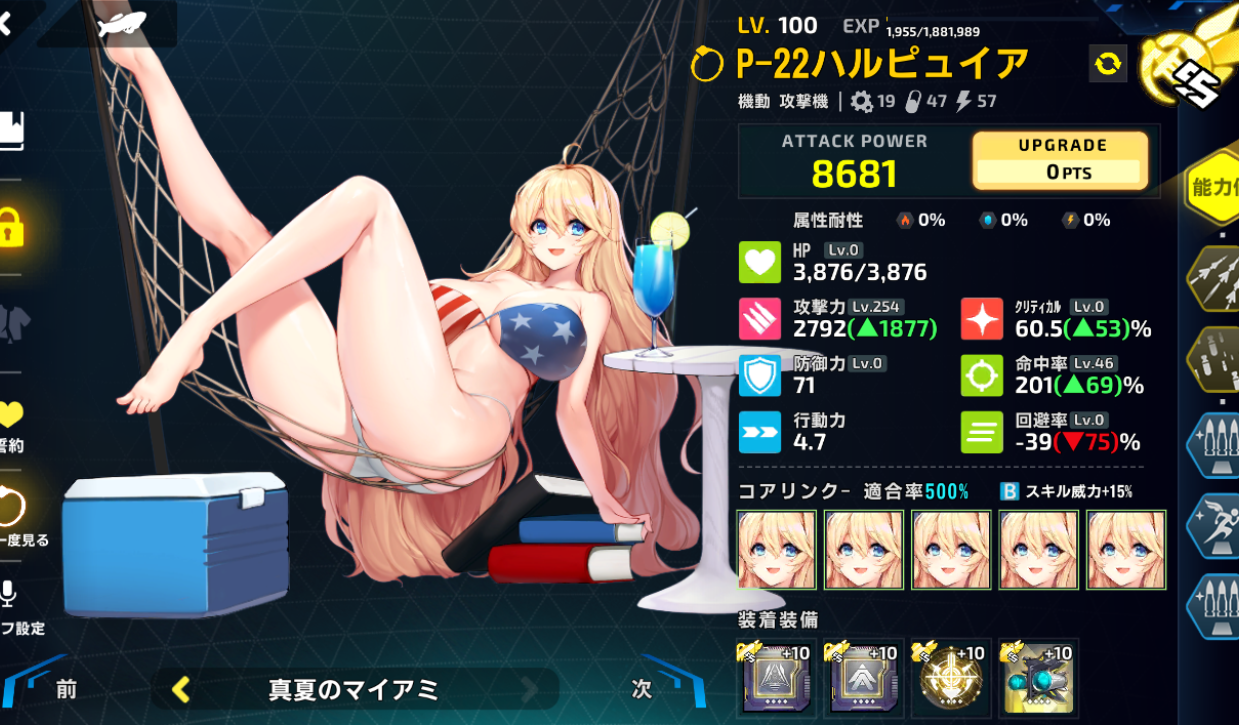 LV. 100 EXP 1,955/1,881,989
P-22ハルピュイア
SS
機動 攻撃機 | 19 47 57
ATTACK POWER
8681
UPGRADE
0 PTS
属性耐性 0% 0% 0%
HP Lv.0
3,876/3,876
攻撃力 Lv.254
2792(▲1877)
クリティカル Lv.0
60.5(▲53)%
防御力 Lv.0
71
命中率 Lv.46
201(▲69)%
行動力
4.7
回避率 Lv.0
-39(▼75)%
コアリンク- 適合率500% B スキル威力+15%
装着装備
+10 +10 +10 +10
能力
誓約
一度見る
フ設定
前
真夏のマイアミ
次